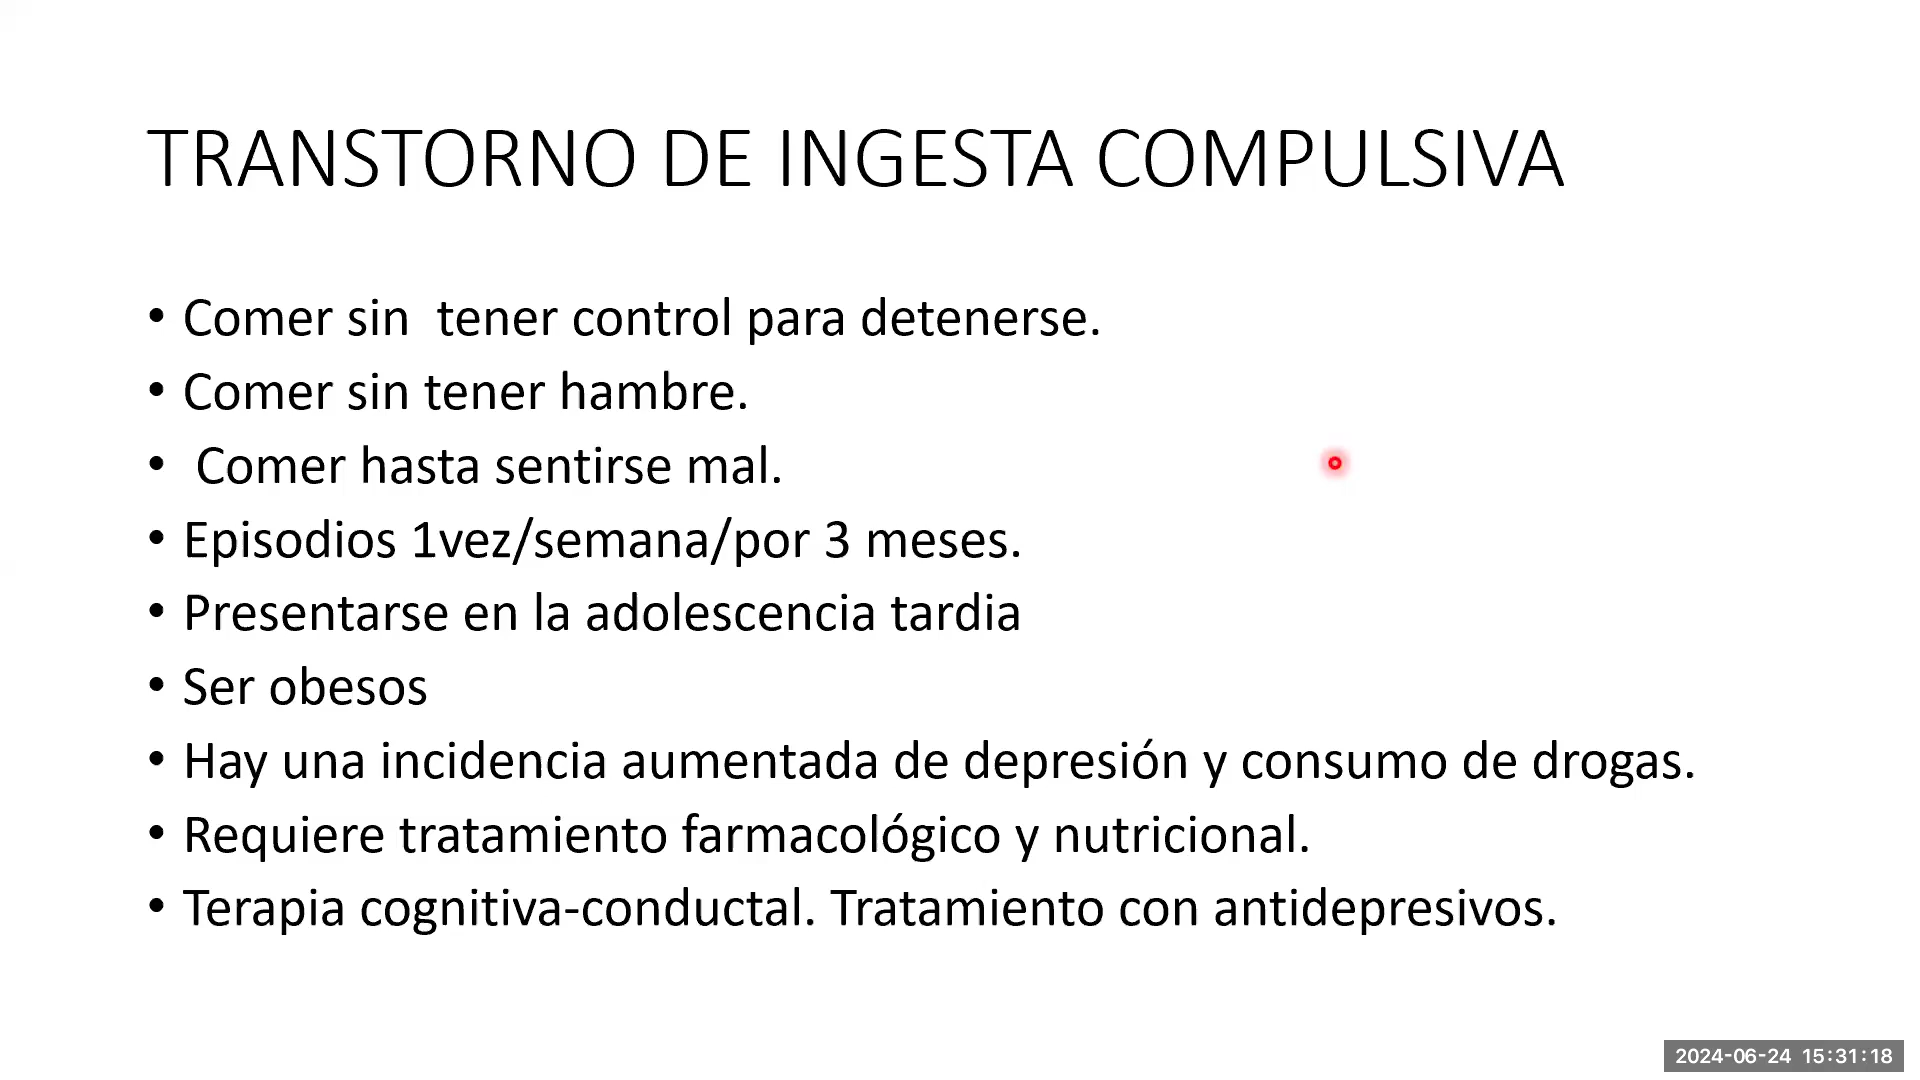 TRANSTORNO DE INGESTA COMPULSIVA
• Comer sin  tener control para detenerse.
• Comer sin tener hambre.
•  Comer hasta sentirse mal.
• Episodios 1vez/semana/por 3 meses.
• Presentarse en la adolescencia tardia
• Ser obesos
• Hay una incidencia aumentada de depresión y consumo de drogas.
• Requiere tratamiento farmacológico y nutricional.
• Terapia cognitiva-conductal. Tratamiento con antidepresivos.
2024-06-24 15:31:18